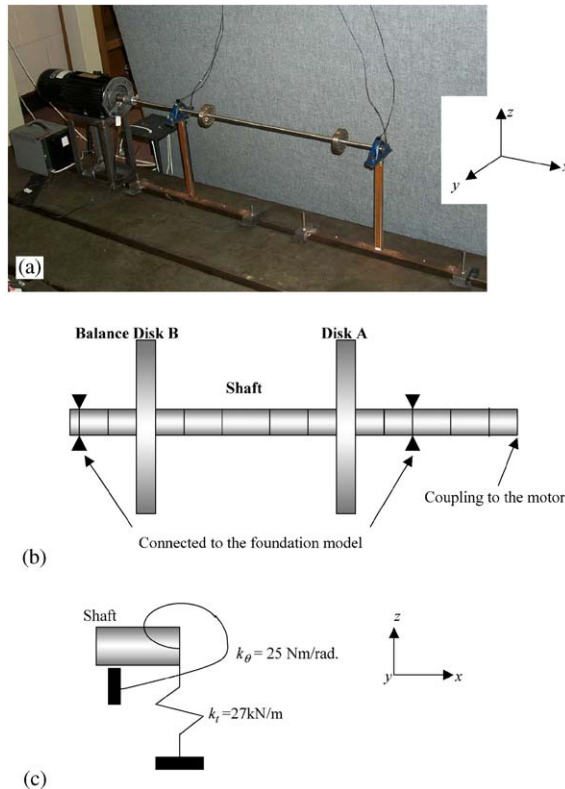 z
x
y
(a)
Balance Disk B
Disk A
Shaft
Coupling to the motor
Connected to the foundation model
(b)
Shaft
z
kθ = 25 Nm/rad.
y
x
kt =27kN/m
(c)